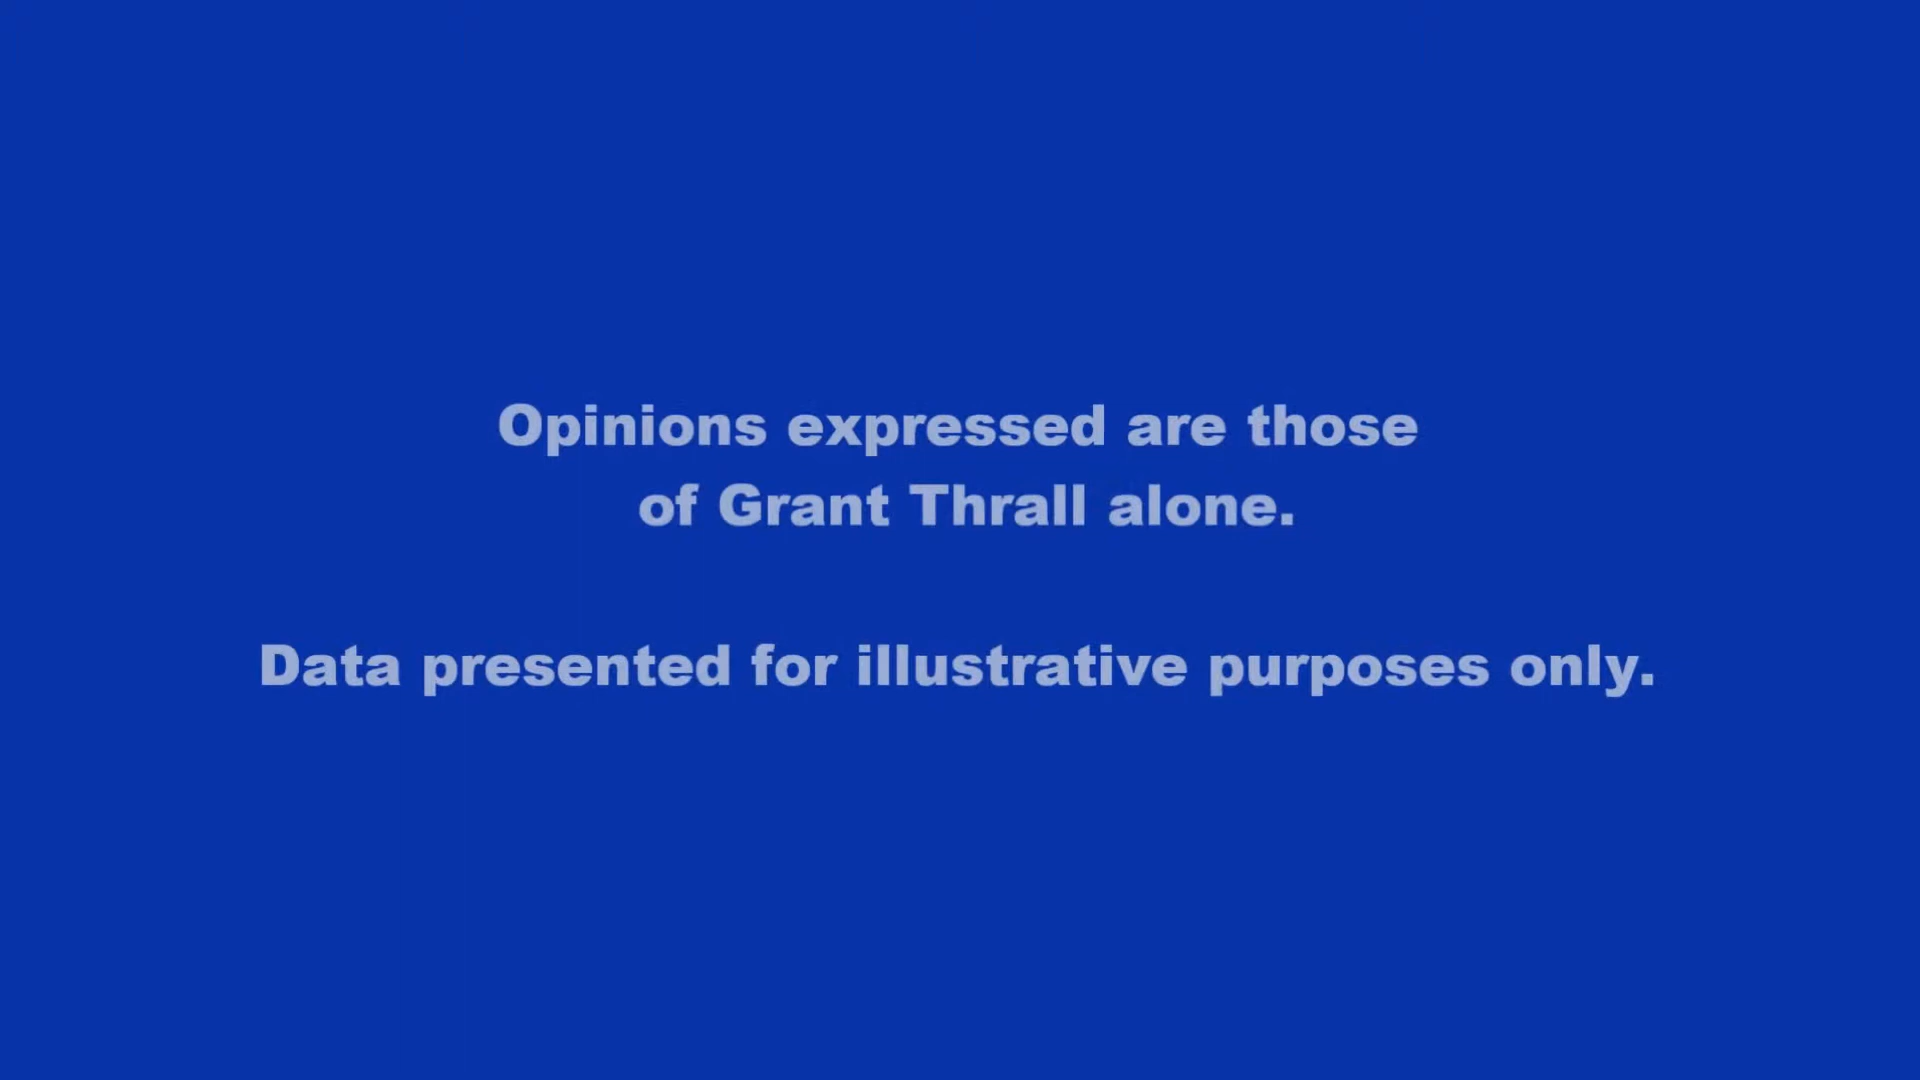 Opinions expressed are those
of Grant Thrall alone.
Data presented for illustrative purposes only.